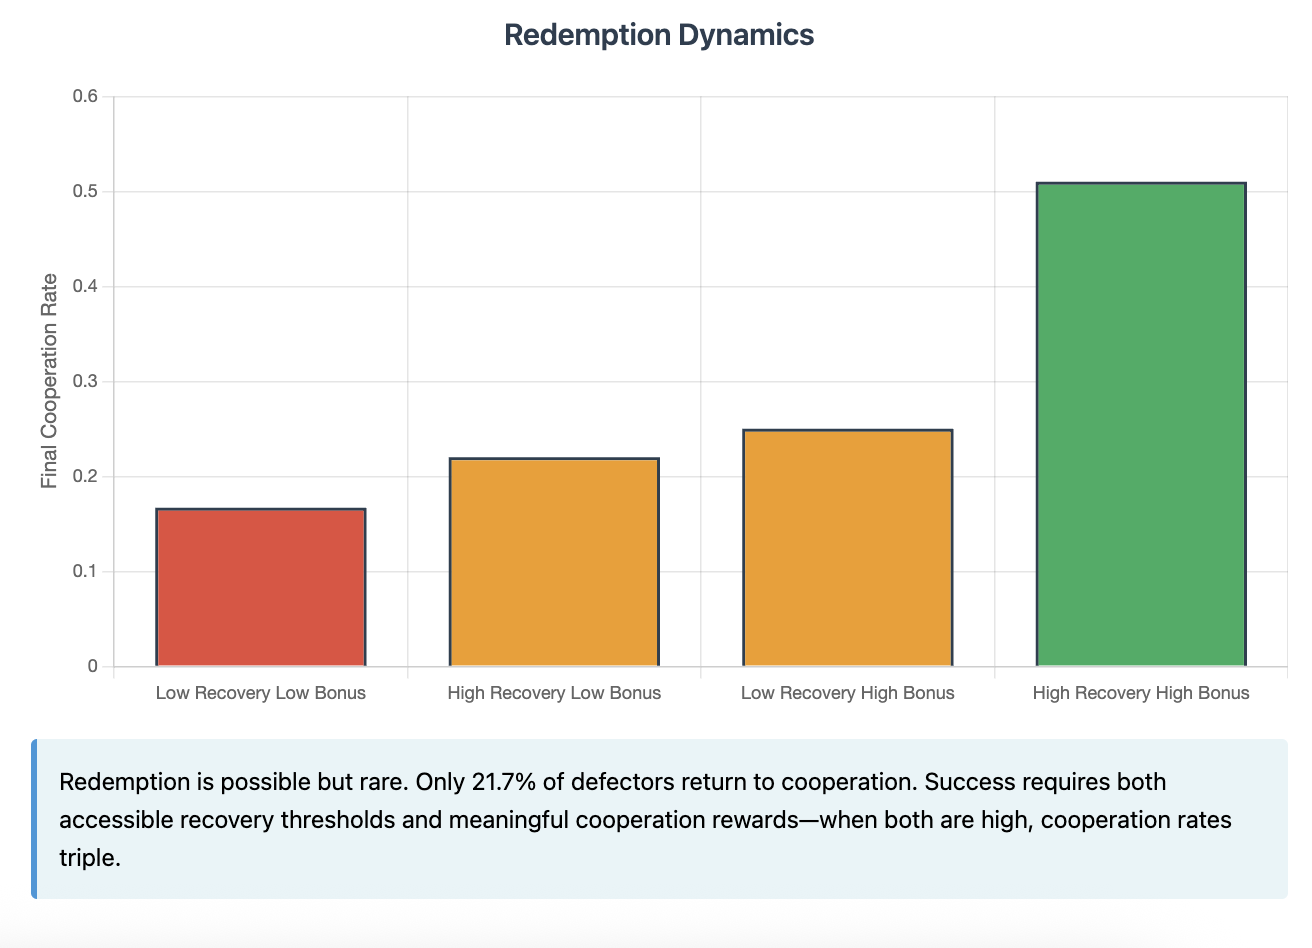 Redemption Dynamics
0.6
0.5
0.4
0.3
0.2
0.1
0
Final Cooperation Rate
Low Recovery Low Bonus
High Recovery Low Bonus
Low Recovery High Bonus
High Recovery High Bonus
Redemption is possible but rare. Only 21.7% of defectors return to cooperation. Success requires both
accessible recovery thresholds and meaningful cooperation rewards—when both are high, cooperation rates
triple.